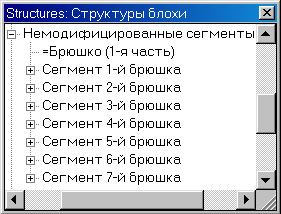 Structures: Структуры блохи
Немодифицированные сегменты
=Брюшко (1-я часть)
Сегмент 1-й брюшка
Сегмент 2-й брюшка
Сегмент 3-й брюшка
Сегмент 4-й брюшка
Сегмент 5-й брюшка
Сегмент 6-й брюшка
Сегмент 7-й брюшка